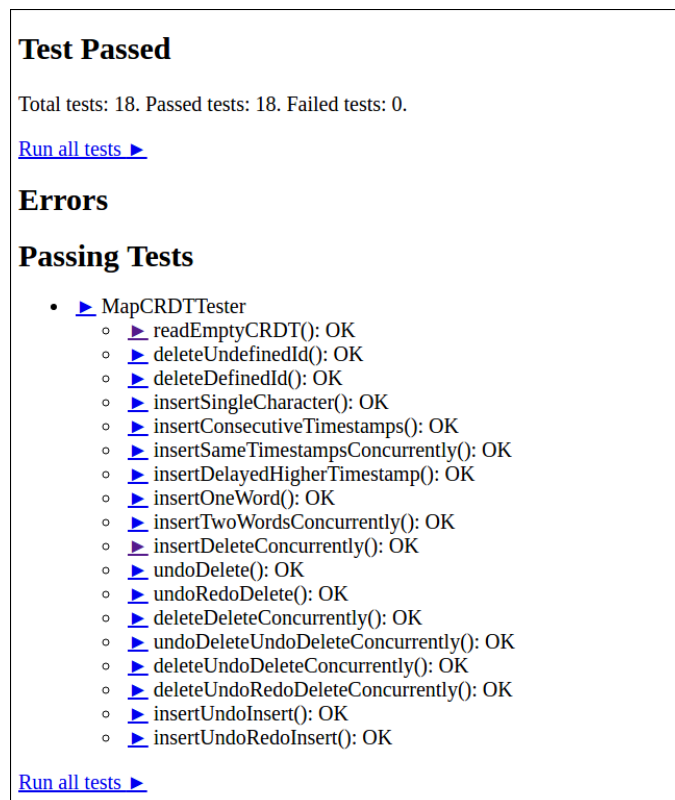 Test Passed
Total tests: 18. Passed tests: 18. Failed tests: 0.
Run all tests ►
Errors
Passing Tests
► MapCRDTTester
► readEmptyCRDT(): OK
► deleteUndefinedId(): OK
► deleteDefinedId(): OK
► insertSingleCharacter(): OK
► insertConsecutiveTimestamps(): OK
► insertSameTimestampsConcurrently(): OK
► insertDelayedHigherTimestamp(): OK
► insertOneWord(): OK
► insertTwoWordsConcurrently(): OK
► insertDeleteConcurrently(): OK
► undoDelete(): OK
► undoRedoDelete(): OK
► deleteDeleteConcurrently(): OK
► undoDeleteUndoDeleteConcurrently(): OK
► deleteUndoDeleteConcurrently(): OK
► deleteUndoRedoDeleteConcurrently(): OK
► insertUndoInsert(): OK
► insertUndoRedoInsert(): OK
Run all tests ►